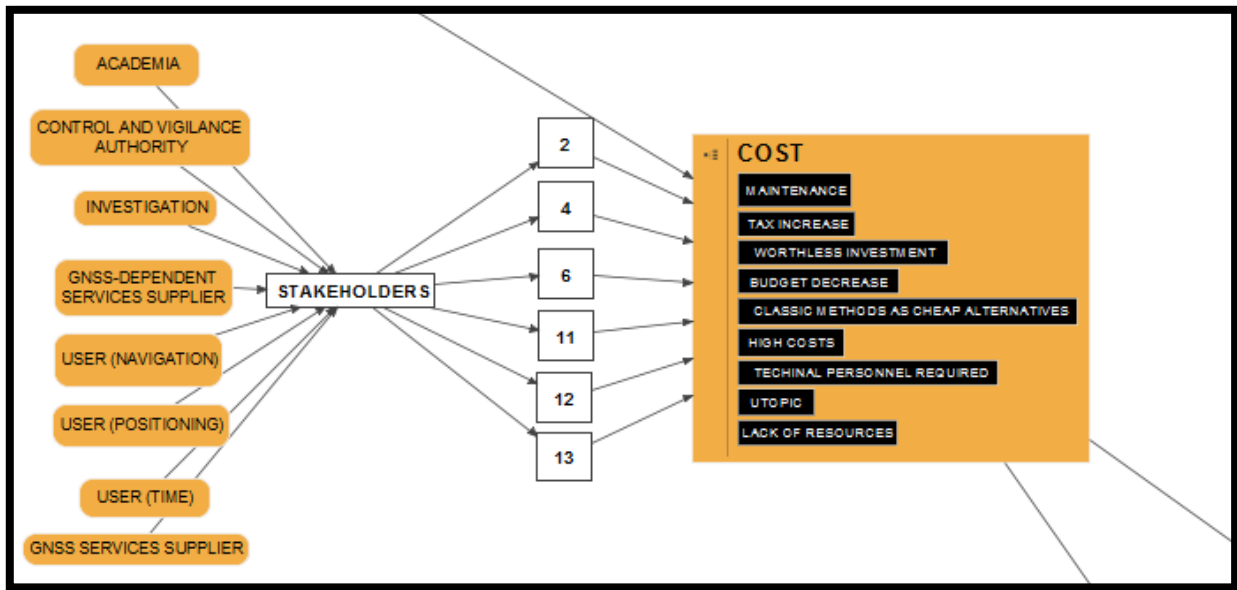 ACADEMIA
CONTROL AND VIGILANCE
AUTHORITY
INVESTIGATION
GNSS-DEPENDENT
SERVICES SUPPLIER
USER (NAVIGATION)
USER (POSITIONING)
USER (TIME)
GNSS SERVICES SUPPLIER
STAKEHOLDERS
2
4
6
11
12
13
COST
MAINTENANCE
TAX INCREASE
WORTHLESS INVESTMENT
BUDGET DECREASE
CLASSIC METHODS AS CHEAP ALTERNATIVES
HIGH COSTS
TECHINAL PERSONNEL REQUIRED
UTOPIC
LACK OF RESOURCES